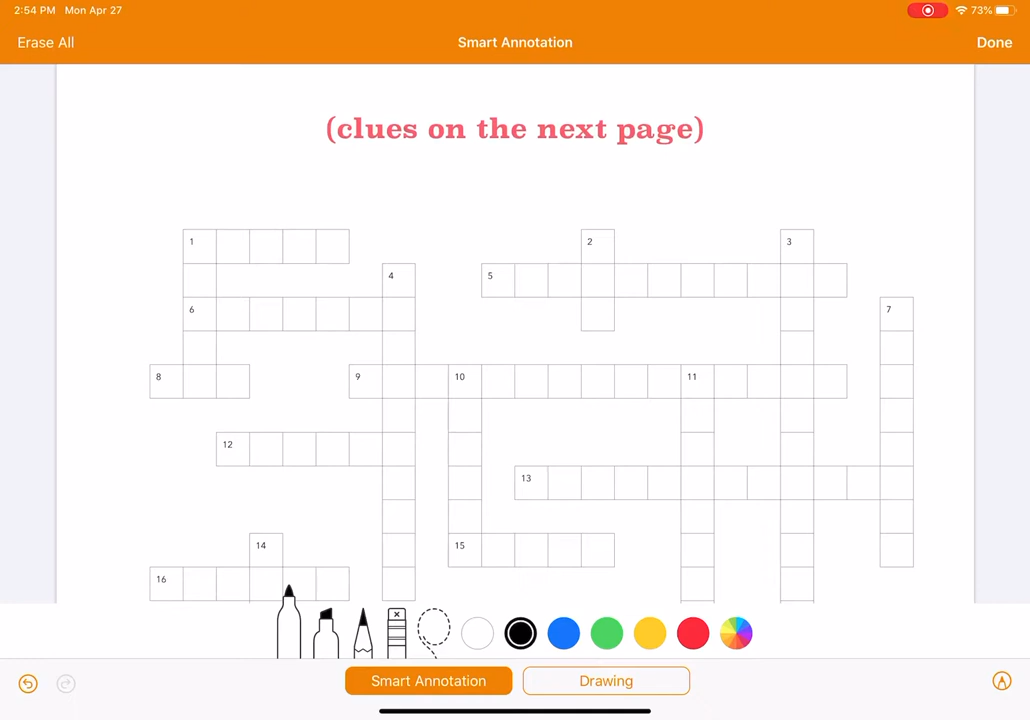 2:54 PM Mon Apr 27 73%
Erase All Smart Annotation Done
(clues on the next page)
1 2 3
4 5
6 7
8 9 10 11
12
13
14 15
16
Smart Annotation Drawing